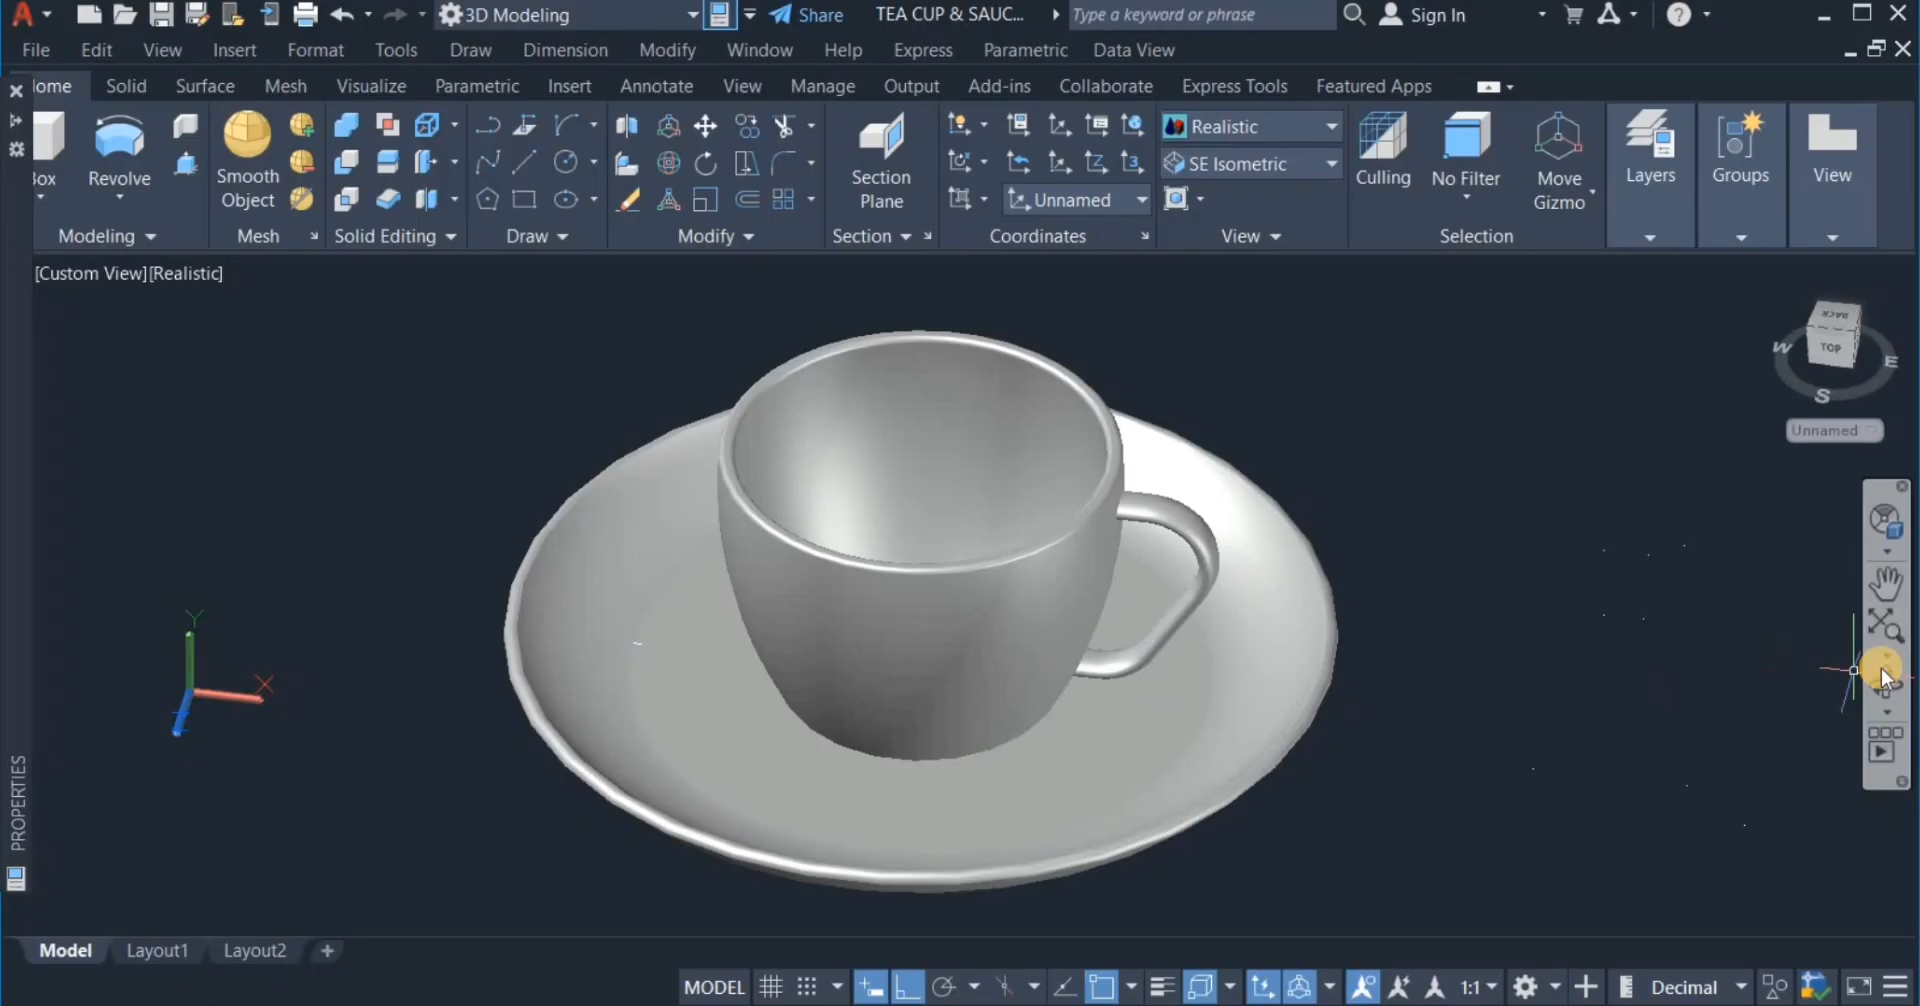 3D Modeling Share TEA CUP & SAUC... Type a keyword or phrase Sign In
File Edit View Insert Format Tools Draw Dimension Modify Window Help Express Parametric Data View
ome Solid Surface Mesh Visualize Parametric Insert Annotate View Manage Output Add-ins Collaborate Express Tools Featured Apps
Realistic
SE Isometric
ox Revolve Smooth Object Section Plane Culling No Filter Move Gizmo Layers Groups View
Unnamed
Modeling Mesh Solid Editing Draw Modify Section Coordinates View Selection
[Custom View][Realistic]
BACK
TOP
W E
S
Unnamed
Y
X
PROPERTIES
Model Layout1 Layout2 +
MODEL 1:1 Decimal